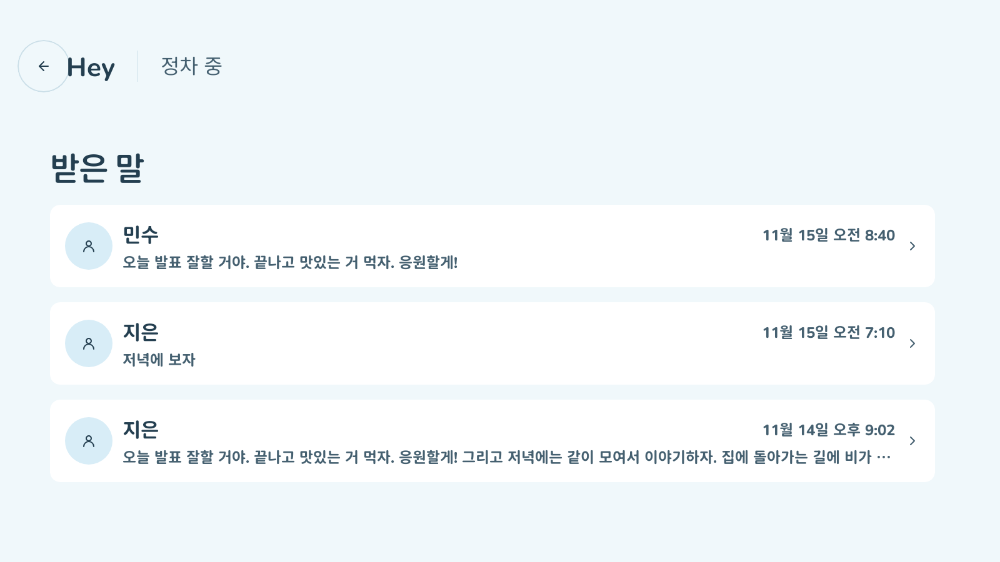 Hey
정차 중
받은 말
민수
11월 15일 오전 8:40
오늘 발표 잘할 거야. 끝나고 맛있는 거 먹자. 응원할게!
지은
11월 15일 오전 7:10
저녁에 보자
지은
11월 14일 오후 9:02
오늘 발표 잘할 거야. 끝나고 맛있는 거 먹자. 응원할게! 그리고 저녁에는 같이 모여서 이야기하자. 집에 돌아가는 길에 비가 …